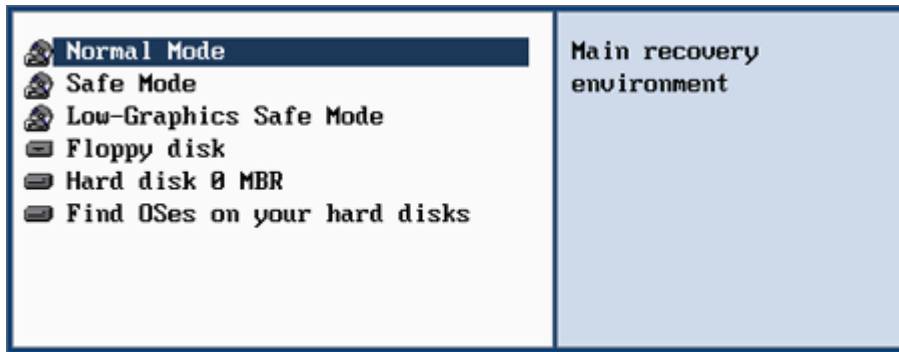 Normal Mode
Safe Mode
Low-Graphics Safe Mode
Floppy disk
Hard disk 0 MBR
Find OSes on your hard disks
Main recovery
environment